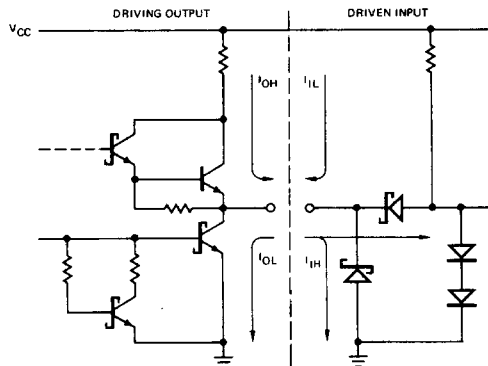 DRIVING OUTPUT
DRIVEN INPUT
VCC
IOH
IIL
IOL
IIH